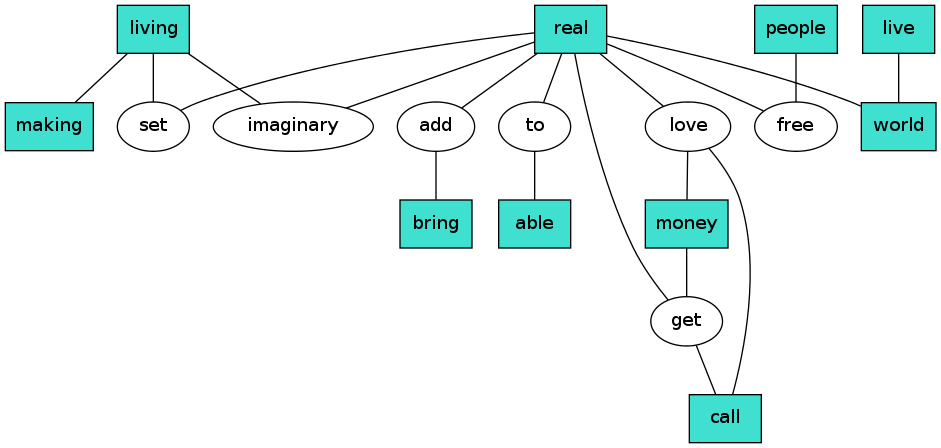 living
real
people
live
making
set
imaginary
add
to
love
free
world
bring
able
money
get
call